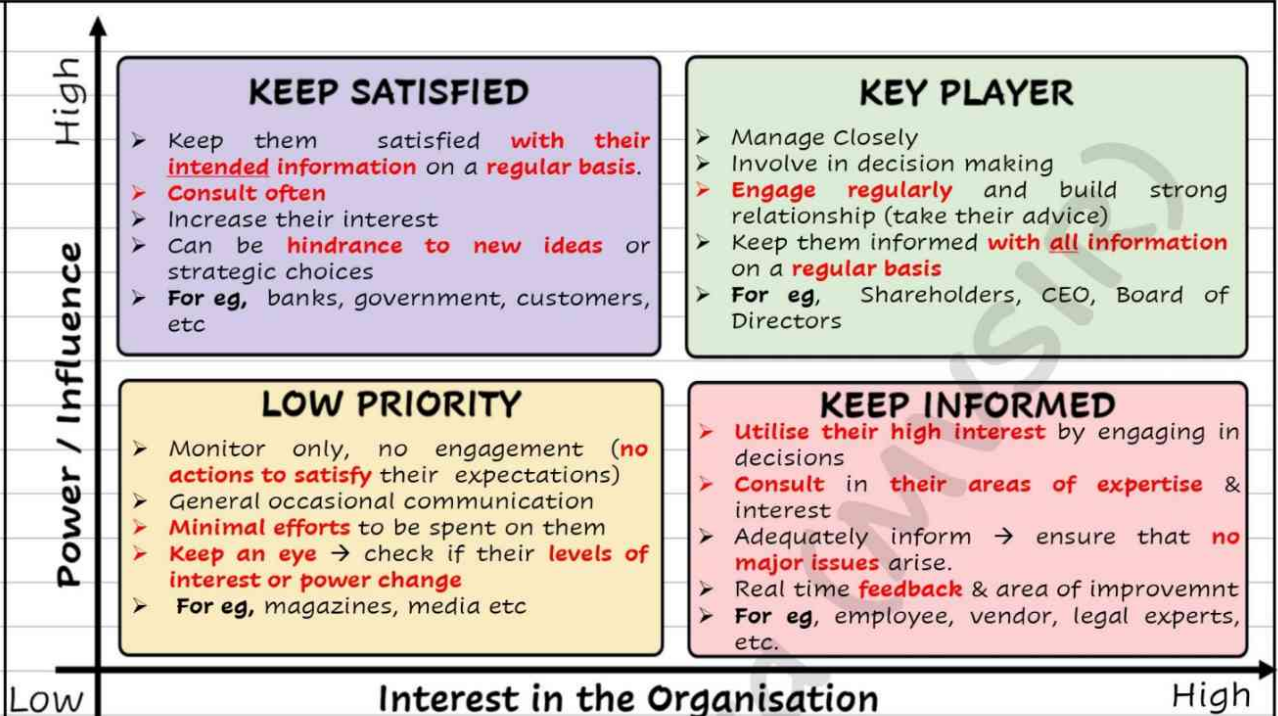 High
Power / Influence
KEEP SATISFIED
➢ Keep them satisfied with their
intended information on a regular basis.
➢ Consult often
➢ Increase their interest
➢ Can be hindrance to new ideas or
strategic choices
➢ For eg, banks, government, customers,
etc
KEY PLAYER
➢ Manage Closely
➢ Involve in decision making
➢ Engage regularly and build strong
relationship (take their advice)
➢ Keep them informed with all information
on a regular basis
➢ For eg, Shareholders, CEO, Board of
Directors
LOW PRIORITY
➢ Monitor only, no engagement (no
actions to satisfy their expectations)
➢ General occasional communication
➢ Minimal efforts to be spent on them
➢ Keep an eye → check if their levels of
interest or power change
➢ For eg, magazines, media etc
KEEP INFORMED
➢ Utilise their high interest by engaging in
decisions
➢ Consult in their areas of expertise &
interest
➢ Adequately inform → ensure that no
major issues arise.
➢ Real time feedback & area of improvemnt
➢ For eg, employee, vendor, legal experts,
etc.
Low
Interest in the Organisation
High
(MVSIR)